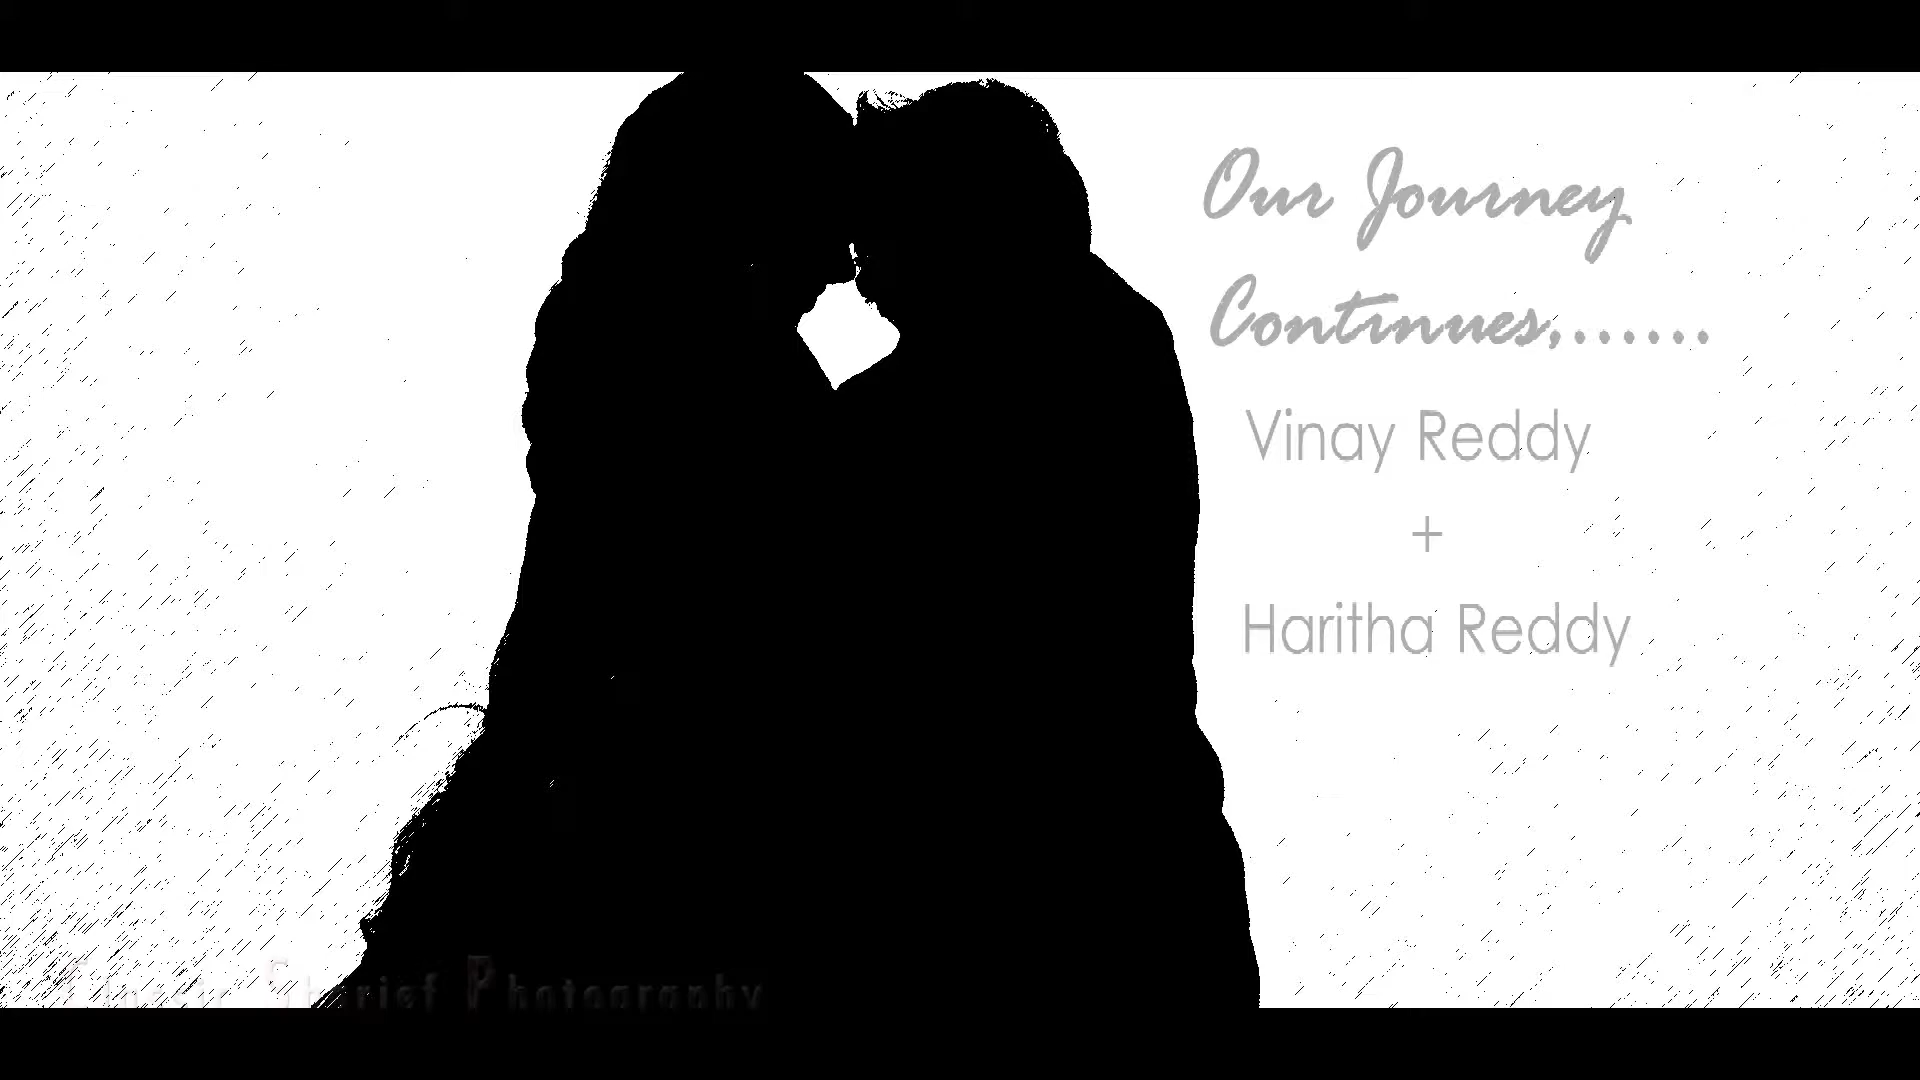 Our Journey
Continues,......
Vinay Reddy
+
Haritha Reddy
Photography